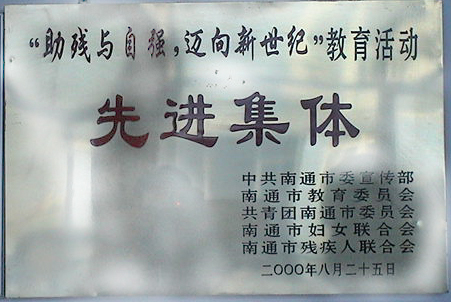 “助残与自强，迈向新世纪”教育活动
先进集体
中共南通市委宣传部
南通市教育委员会
共青团南通市委员会
南通市妇女联合会
南通市残疾人联合会
二000年八月二十五日